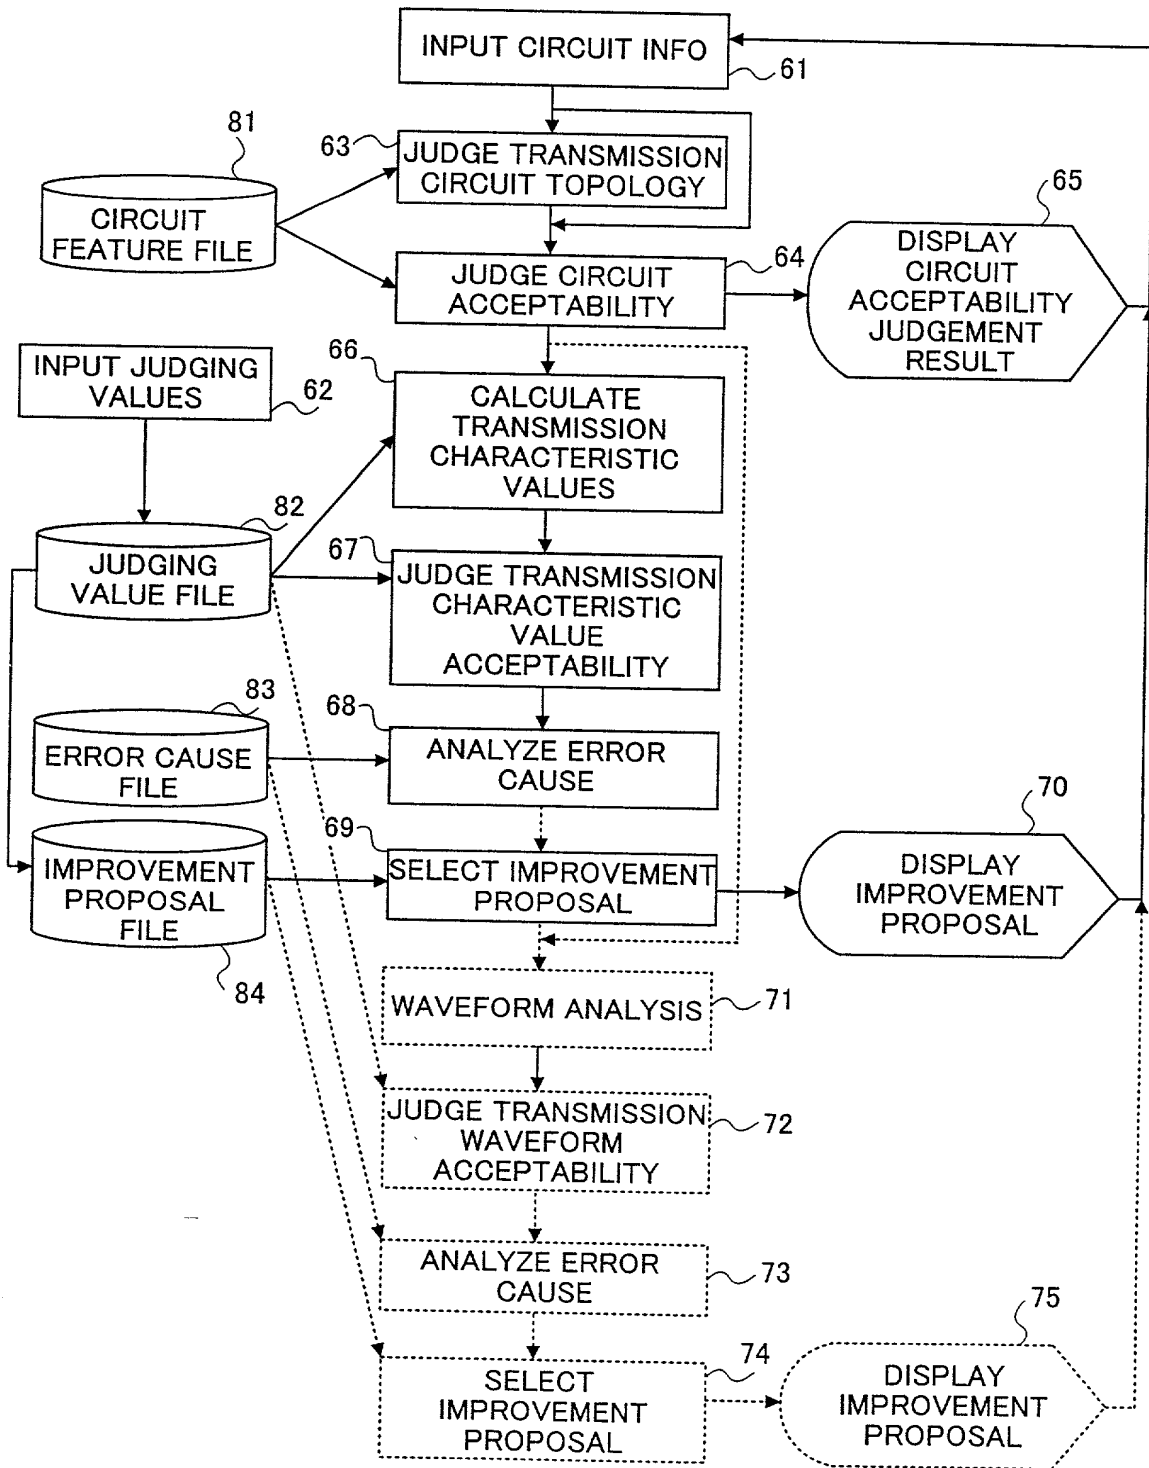 INPUT CIRCUIT INFO
61
81
63
JUDGE TRANSMISSION
CIRCUIT TOPOLOGY
65
CIRCUIT
FEATURE FILE
64
JUDGE CIRCUIT
ACCEPTABILITY
DISPLAY
CIRCUIT
ACCEPTABILITY
JUDGEMENT
RESULT
INPUT JUDGING
VALUES
62
66
CALCULATE
TRANSMISSION
CHARACTERISTIC
VALUES
82
JUDGING
VALUE FILE
67
JUDGE TRANSMISSION
CHARACTERISTIC
VALUE
ACCEPTABILITY
83
ERROR CAUSE
FILE
68
ANALYZE ERROR
CAUSE
69
SELECT IMPROVEMENT
PROPOSAL
70
DISPLAY
IMPROVEMENT
PROPOSAL
IMPROVEMENT
PROPOSAL
FILE
84
WAVEFORM ANALYSIS
71
JUDGE TRANSMISSION
WAVEFORM
ACCEPTABILITY
72
ANALYZE ERROR
CAUSE
73
74
SELECT
IMPROVEMENT
PROPOSAL
75
DISPLAY
IMPROVEMENT
PROPOSAL